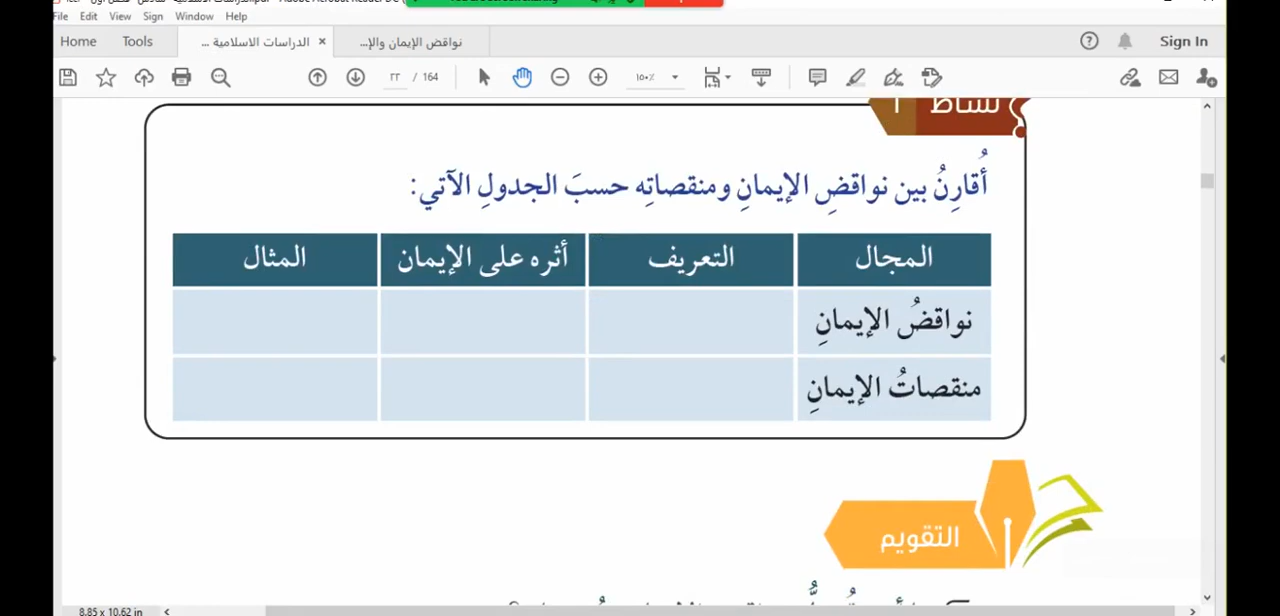 File Edit View Sign Window Help
Home Tools الدراسات الاسلامية ... × نواقض الإيمان والإ...
Sign In
٢٣ / 164 ١٥٠٪
نشاط ١
أُقارِنُ بين نواقضِ الإيمانِ ومنقصاتِه حسبَ الجدولِ الآتي:
المجال التعريف أثره على الإيمان المثال
نواقضُ الإيمانِ
منقصاتُ الإيمانِ
التقويم
8.85 x 10.62 in